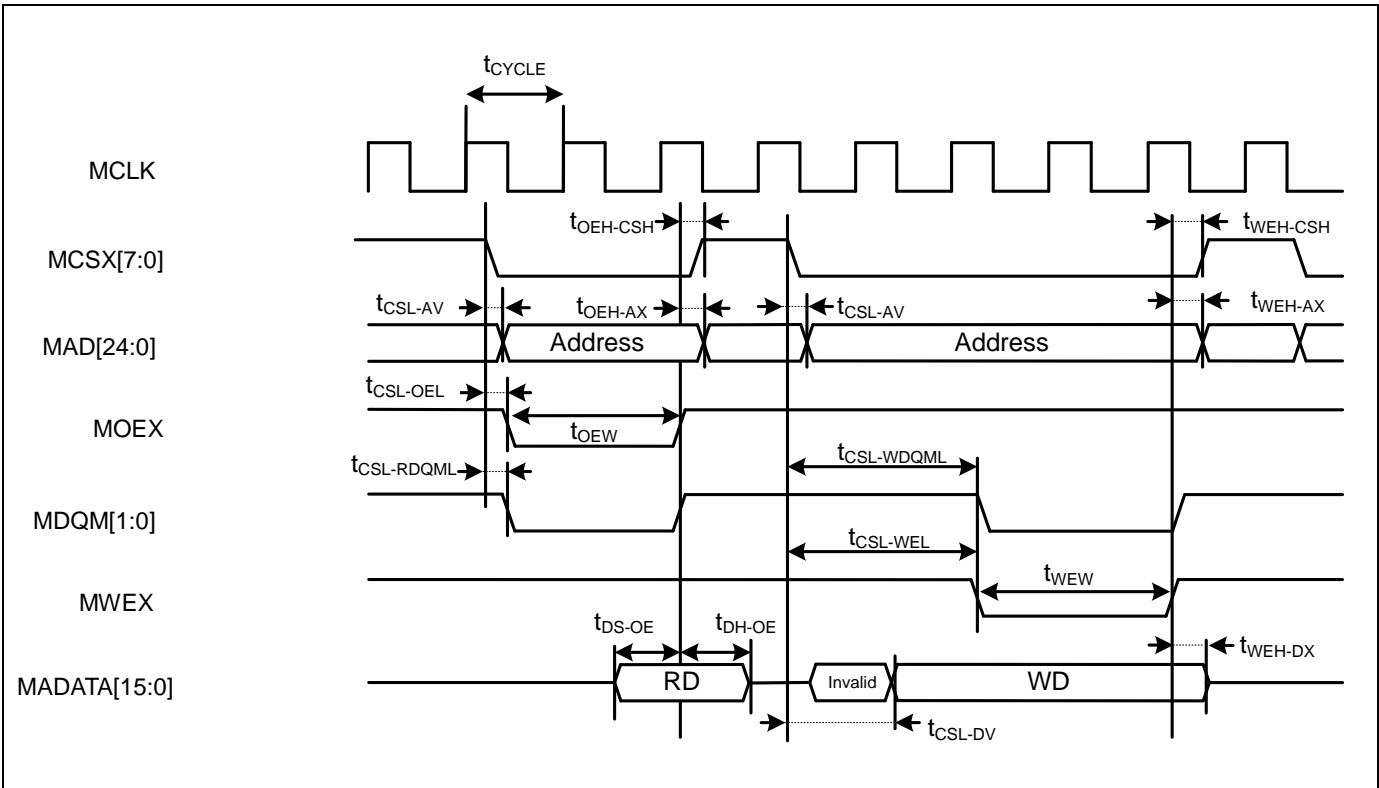 tCYCLE
MCLK
tOEH-CSH
tWEH-CSH
MCSX[7:0]
tCSL-AV
tOEH-AX
tCSL-AV
tWEH-AX
MAD[24:0]
Address
Address
tCSL-OEL
MOEX
tOEW
tCSL-RDQML
tCSL-WDQML
MDQM[1:0]
tCSL-WEL
tWEW
MWEX
tDS-OE
tDH-OE
tWEH-DX
MADATA[15:0]
RD
Invalid
WD
tCSL-DV